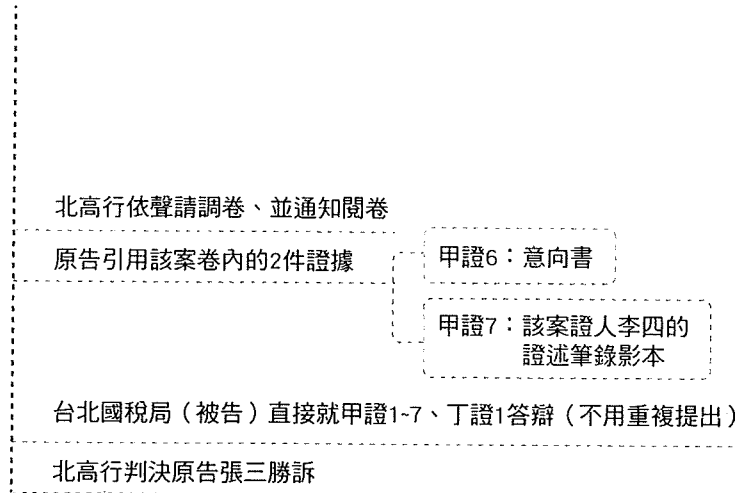 北高行依聲請調卷、並通知閱卷
原告引用該案卷內的2件證據
甲證6：意向書
甲證7：該案證人李四的
證述筆錄影本
台北國稅局（被告）直接就甲證1~7、丁證1答辯（不用重複提出）
北高行判決原告張三勝訴